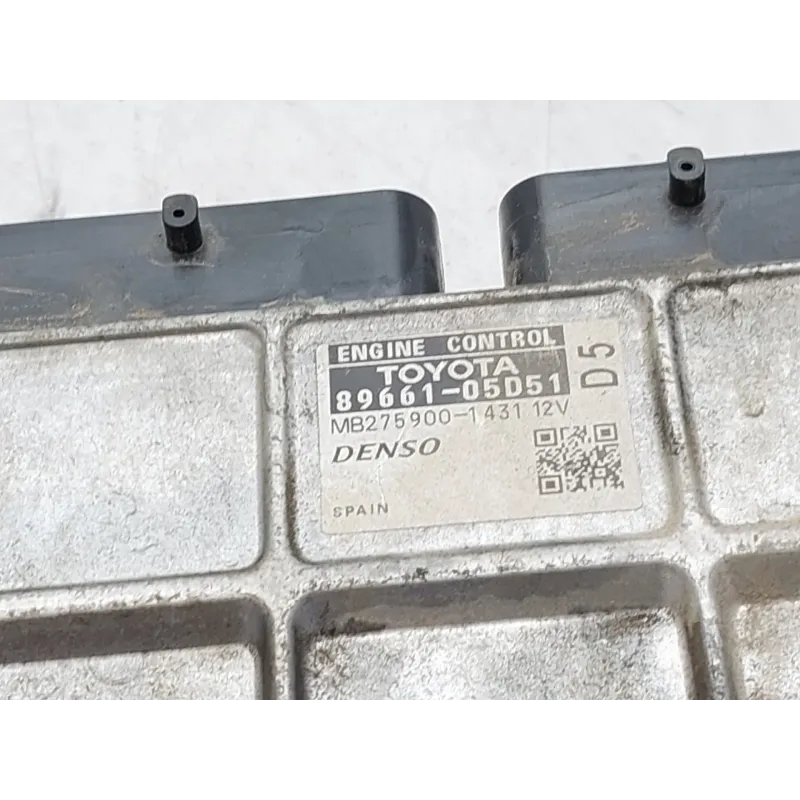 ENGINE CONTROL
TOYOTA
89661-05D51
D5
MB275900-1431 12V
DENSO
SPAIN